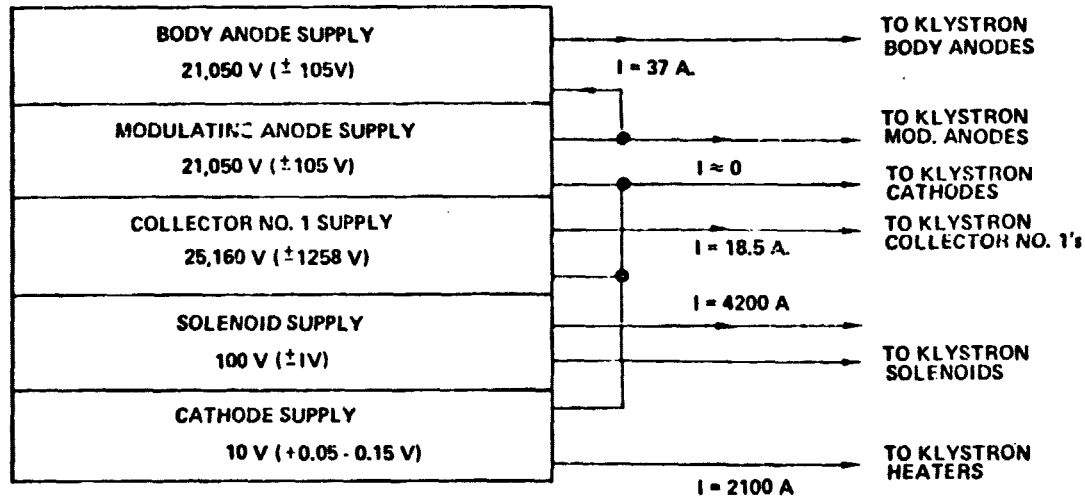 BODY ANODE SUPPLY
21,050 V (± 105V)
MODULATING ANODE SUPPLY
21,050 V (±105 V)
COLLECTOR NO. 1 SUPPLY
25,160 V (±1258 V)
SOLENOID SUPPLY
100 V (±IV)
CATHODE SUPPLY
10 V (+0.05 - 0.15 V)
TO KLYSTRON
BODY ANODES
I = 37 A.
TO KLYSTRON
MOD. ANODES
I ≈ 0
TO KLYSTRON
CATHODES
TO KLYSTRON
COLLECTOR NO. 1's
I = 18.5 A.
I = 4200 A
TO KLYSTRON
SOLENOIDS
TO KLYSTRON
HEATERS
I = 2100 A